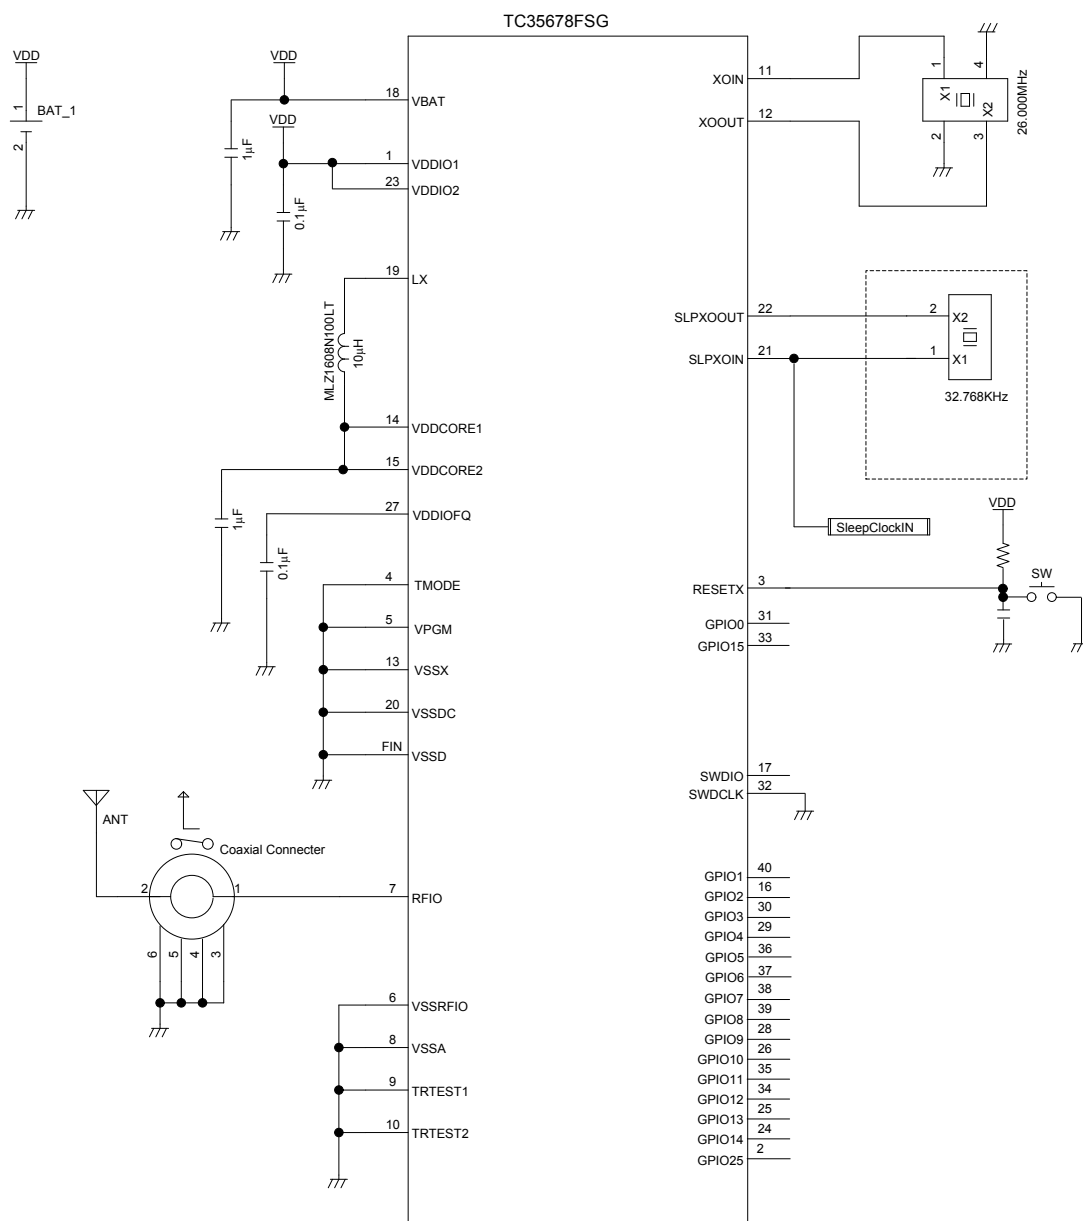 TC35678FSG
VDD
BAT_1
1
2
VDD
18
VBAT
1µF
VDD
1
VDDIO1
23
VDDIO2
0.1µF
19
LX
MLZ1608N100LT
10µH
14
VDDCORE1
15
VDDCORE2
1µF
27
VDDIOFQ
0.1µF
4
TMODE
5
VPGM
13
VSSX
20
VSSDC
FIN
VSSD
ANT
Coaxial Connecter
2
1
7
RFIO
6
5
4
3
6
VSSRFIO
8
VSSA
9
TRTEST1
10
TRTEST2
XOIN
11
XOOUT
12
1
4
X1
X2
2
3
26.000MHz
SLPXOOUT
22
2
X2
SLPXOIN
21
1
X1
32.768KHz
SleepClockIN
VDD
SW
RESETX
3
GPIO0
31
GPIO15
33
SWDIO
17
SWDCLK
32
GPIO1
40
GPIO2
16
GPIO3
30
GPIO4
29
GPIO5
36
GPIO6
37
GPIO7
38
GPIO8
39
GPIO9
28
GPIO10
26
GPIO11
35
GPIO12
34
GPIO13
25
GPIO14
24
GPIO25
2